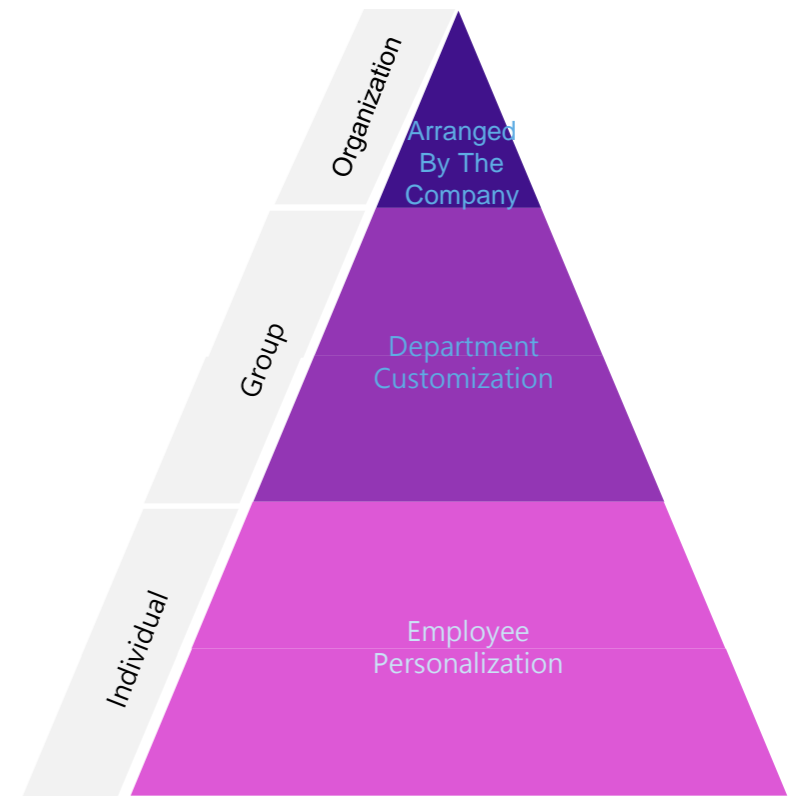 Organization
Arranged
By The
Company
Group
Department
Customization
Individual
Employee
Personalization